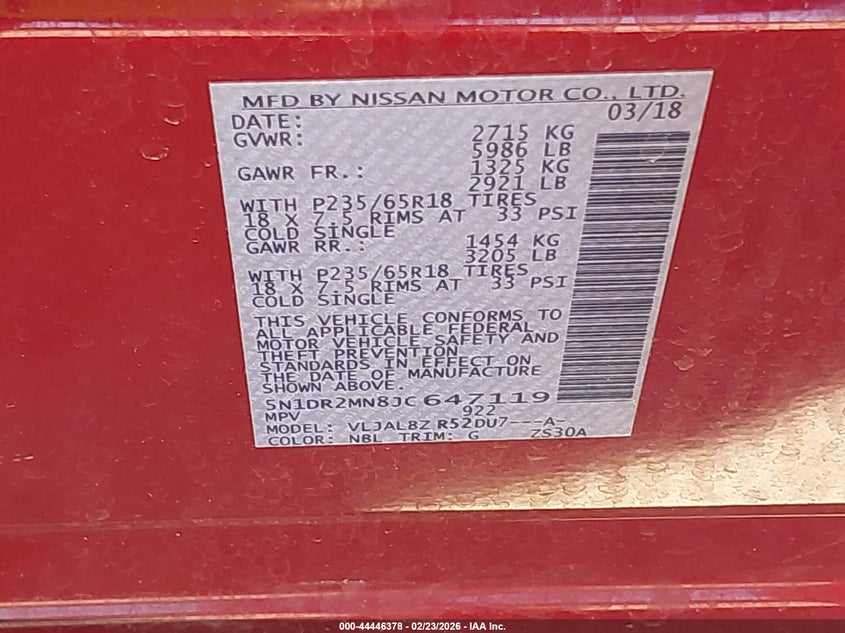 MFD BY NISSAN MOTOR CO., LTD.
DATE: 03/18
GVWR: 2715 KG
5986 LB
GAWR FR.: 1325 KG
2921 LB
WITH P235/65R18 TIRES
18 X 7.5 RIMS AT 33 PSI
COLD SINGLE
GAWR RR.: 1454 KG
3205 LB
WITH P235/65R18 TIRES
18 X 7.5 RIMS AT 33 PSI
COLD SINGLE
THIS VEHICLE CONFORMS TO
ALL APPLICABLE FEDERAL
MOTOR VEHICLE SAFETY AND
THEFT PREVENTION
STANDARDS IN EFFECT ON
THE DATE OF MANUFACTURE
SHOWN ABOVE.
5N1DR2MN8JC647119
MPV 922
MODEL: VLJAL8Z R52DU7---A-
COLOR: NBL TRIM: G ZS30A
000-44446378 - 02/23/2026 - IAA Inc.